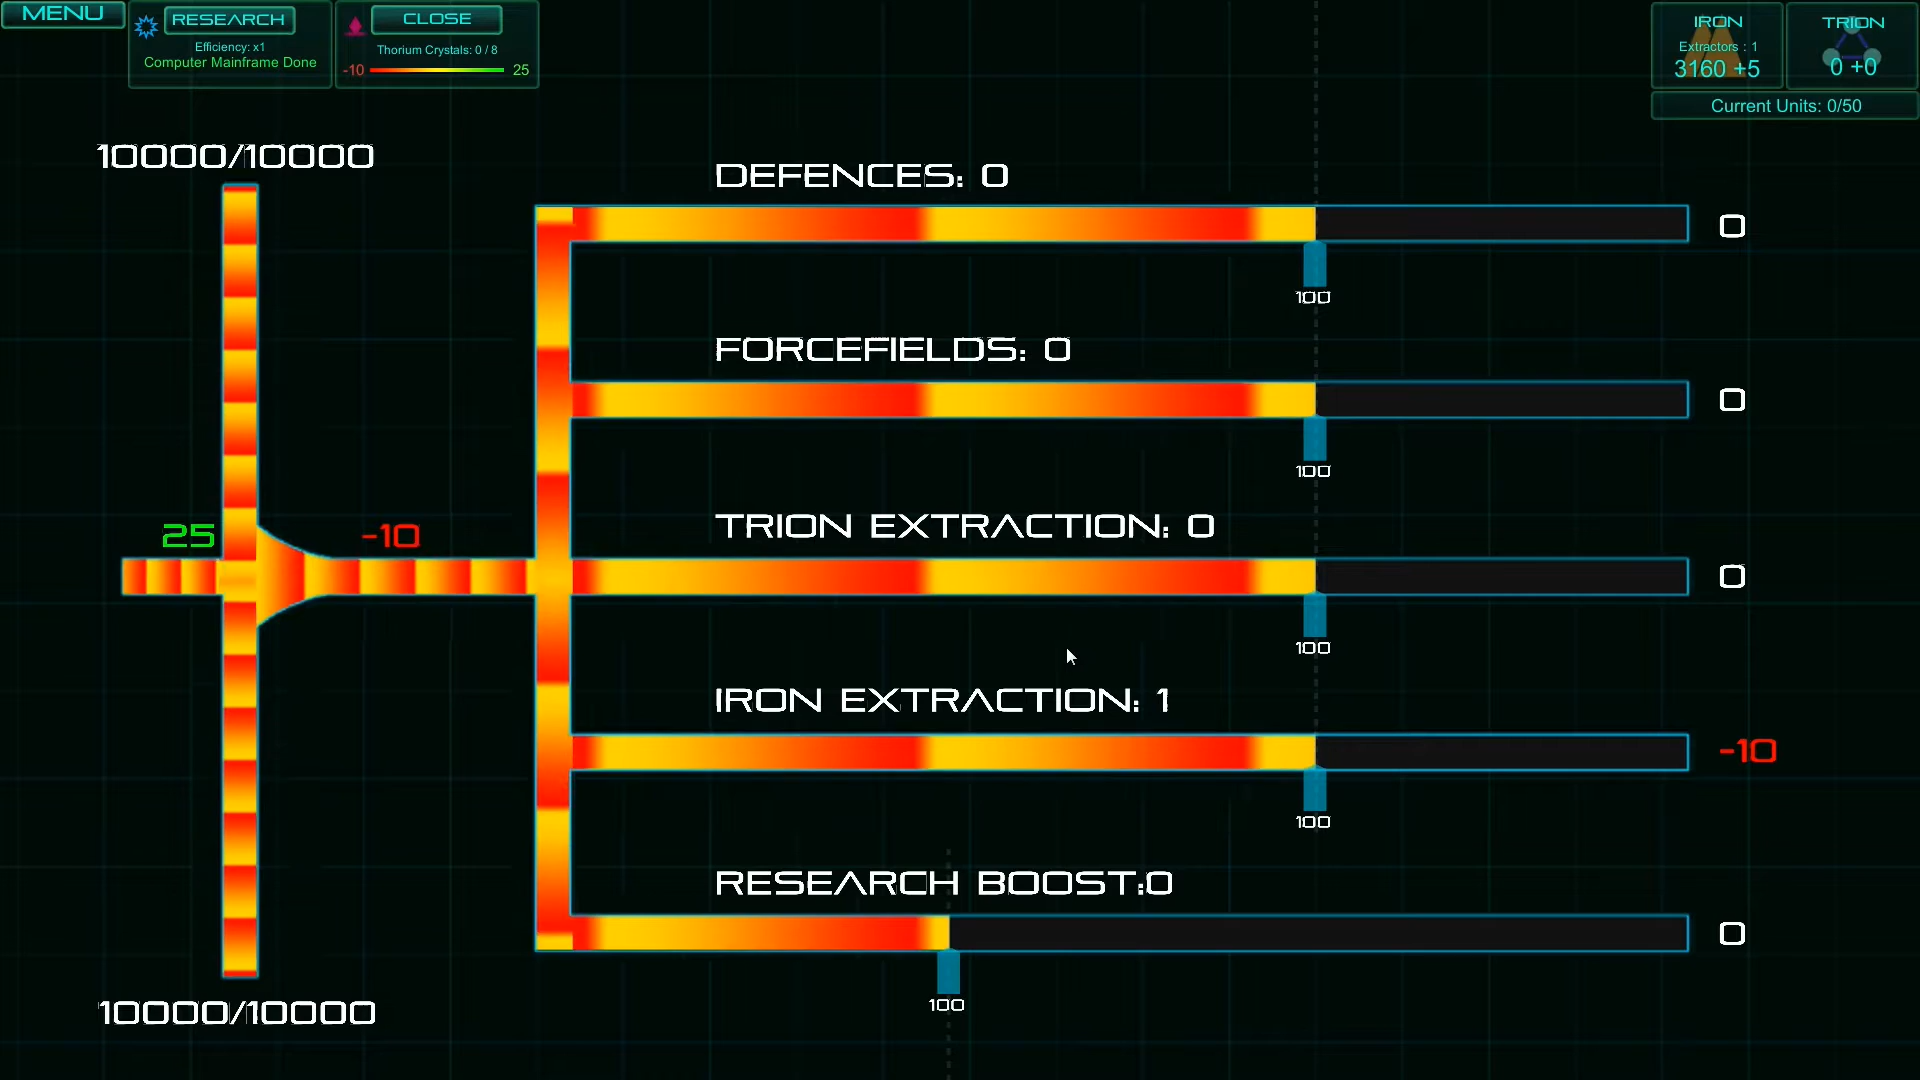 MENU
RESEARCH
Efficiency: x1
Computer Mainframe Done
CLOSE
Thorium Crystals: 0 / 8
-10
25
IRON
Extractors : 1
3160 +5
TRION
0 +0
Current Units: 0/50
10000/10000
DEFENCES: 0
0
100
FORCEFIELDS: 0
0
100
25
-10
TRION EXTRACTION: 0
0
100
IRON EXTRACTION: 1
-10
100
RESEARCH BOOST:0
0
100
10000/10000